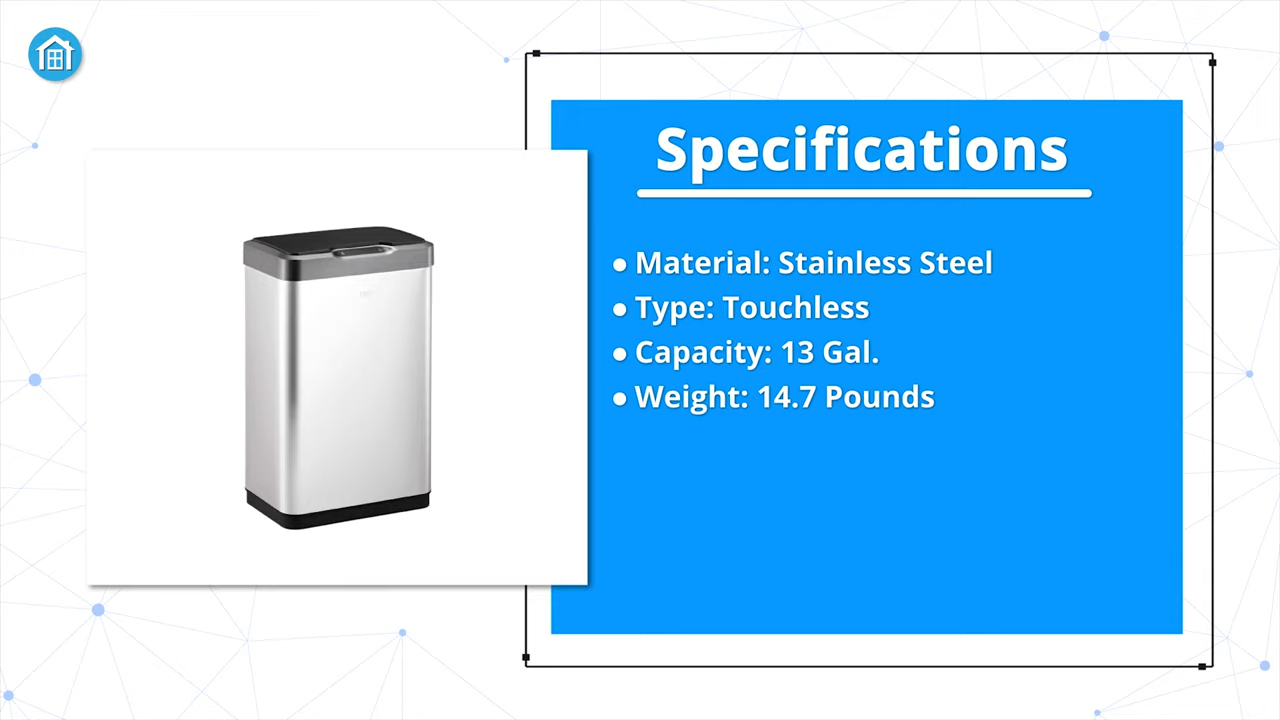 Specifications
● Material: Stainless Steel
● Type: Touchless
● Capacity: 13 Gal.
● Weight: 14.7 Pounds